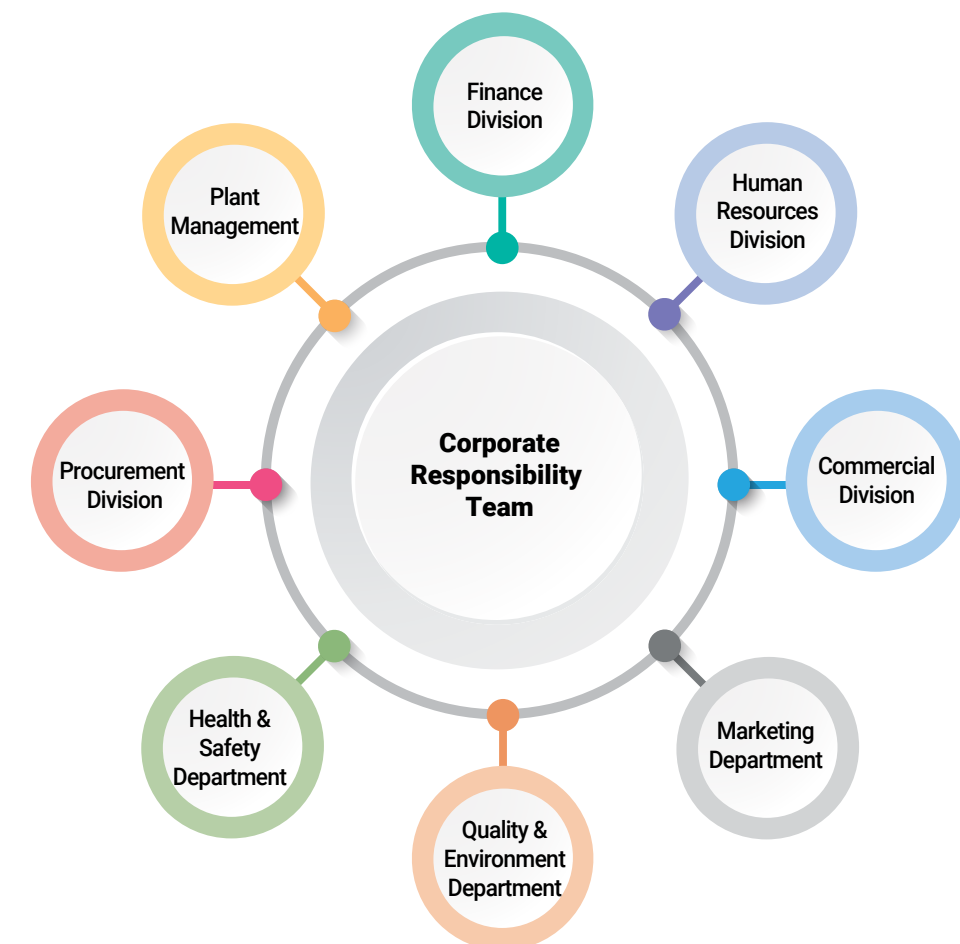 Finance
Division
Human
Resources
Division
Plant
Management
Commercial
Division
Corporate
Responsibility
Team
Procurement
Division
Marketing
Department
Health &
Safety
Department
Quality &
Environment
Department